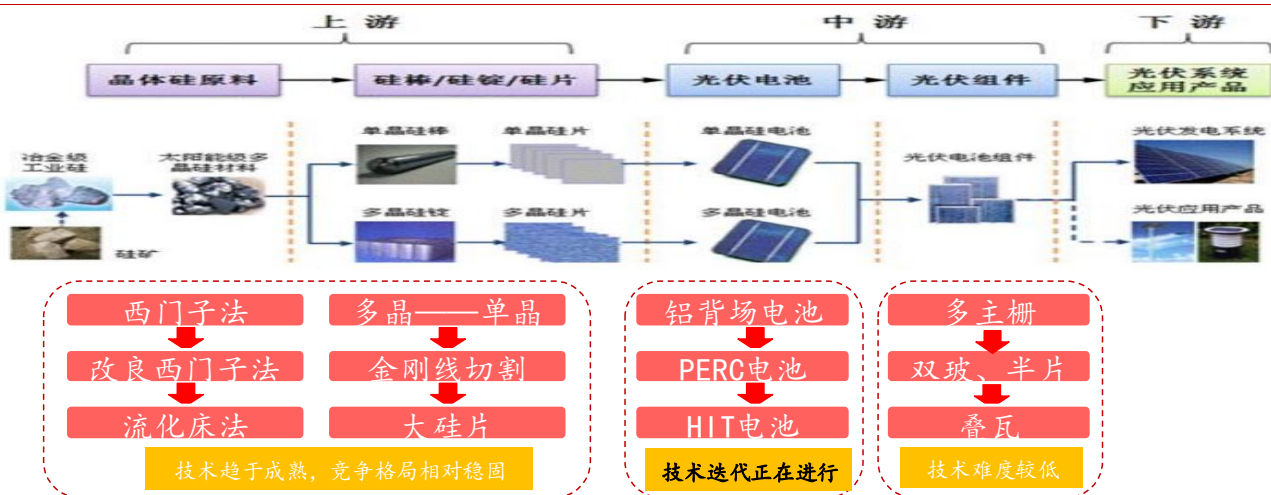 上 游
中 游
下 游
晶体硅原料
硅棒/硅锭/硅片
光伏电池
光伏组件
光伏系统
应用产品
冶金级
工业硅
太阳能级多
晶硅材料
硅矿
单晶硅棒
单晶硅片
单晶硅电池
多晶硅锭
多晶硅片
多晶硅电池
光伏电池组件
光伏发电系统
光伏应用产品
西门子法
改良西门子法
流化床法
多晶——单晶
金刚线切割
大硅片
技术趋于成熟，竞争格局相对稳固
铝背场电池
PERC电池
HIT电池
技术迭代正在进行
多主栅
双玻、半片
叠瓦
技术难度较低